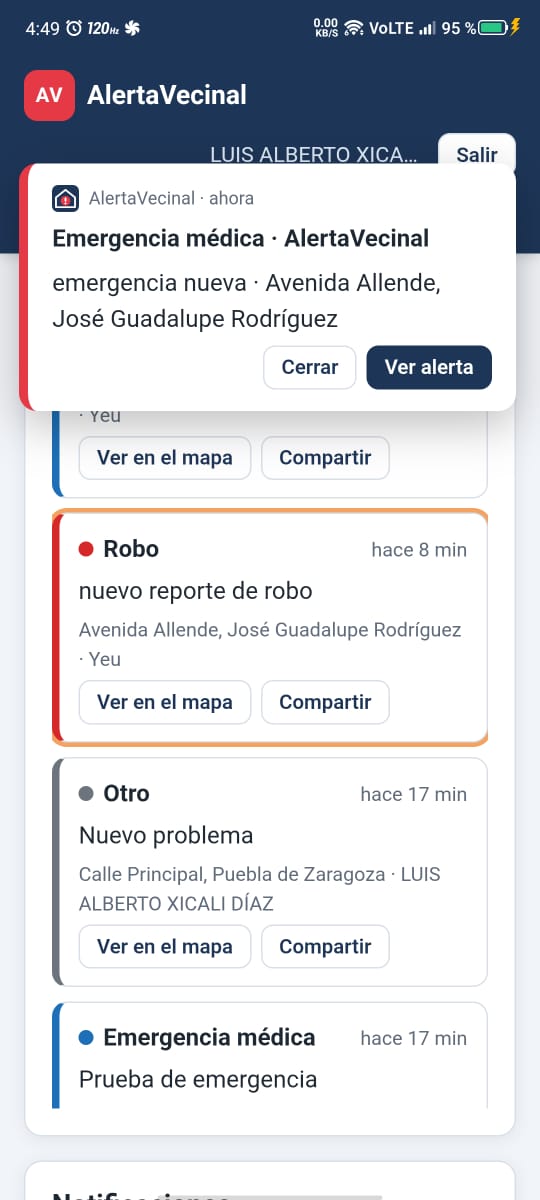 4:49 120Hz 0.00 KB/S VoLTE 95 %
AV AlertaVecinal
LUIS ALBERTO XICA... Salir
AlertaVecinal · ahora
Emergencia médica · AlertaVecinal
emergencia nueva · Avenida Allende,
José Guadalupe Rodríguez
Cerrar Ver alerta
· Yeu
Ver en el mapa Compartir
Robo hace 8 min
nuevo reporte de robo
Avenida Allende, José Guadalupe Rodríguez
· Yeu
Ver en el mapa Compartir
Otro hace 17 min
Nuevo problema
Calle Principal, Puebla de Zaragoza · LUIS
ALBERTO XICALI DÍAZ
Ver en el mapa Compartir
Emergencia médica hace 17 min
Prueba de emergencia